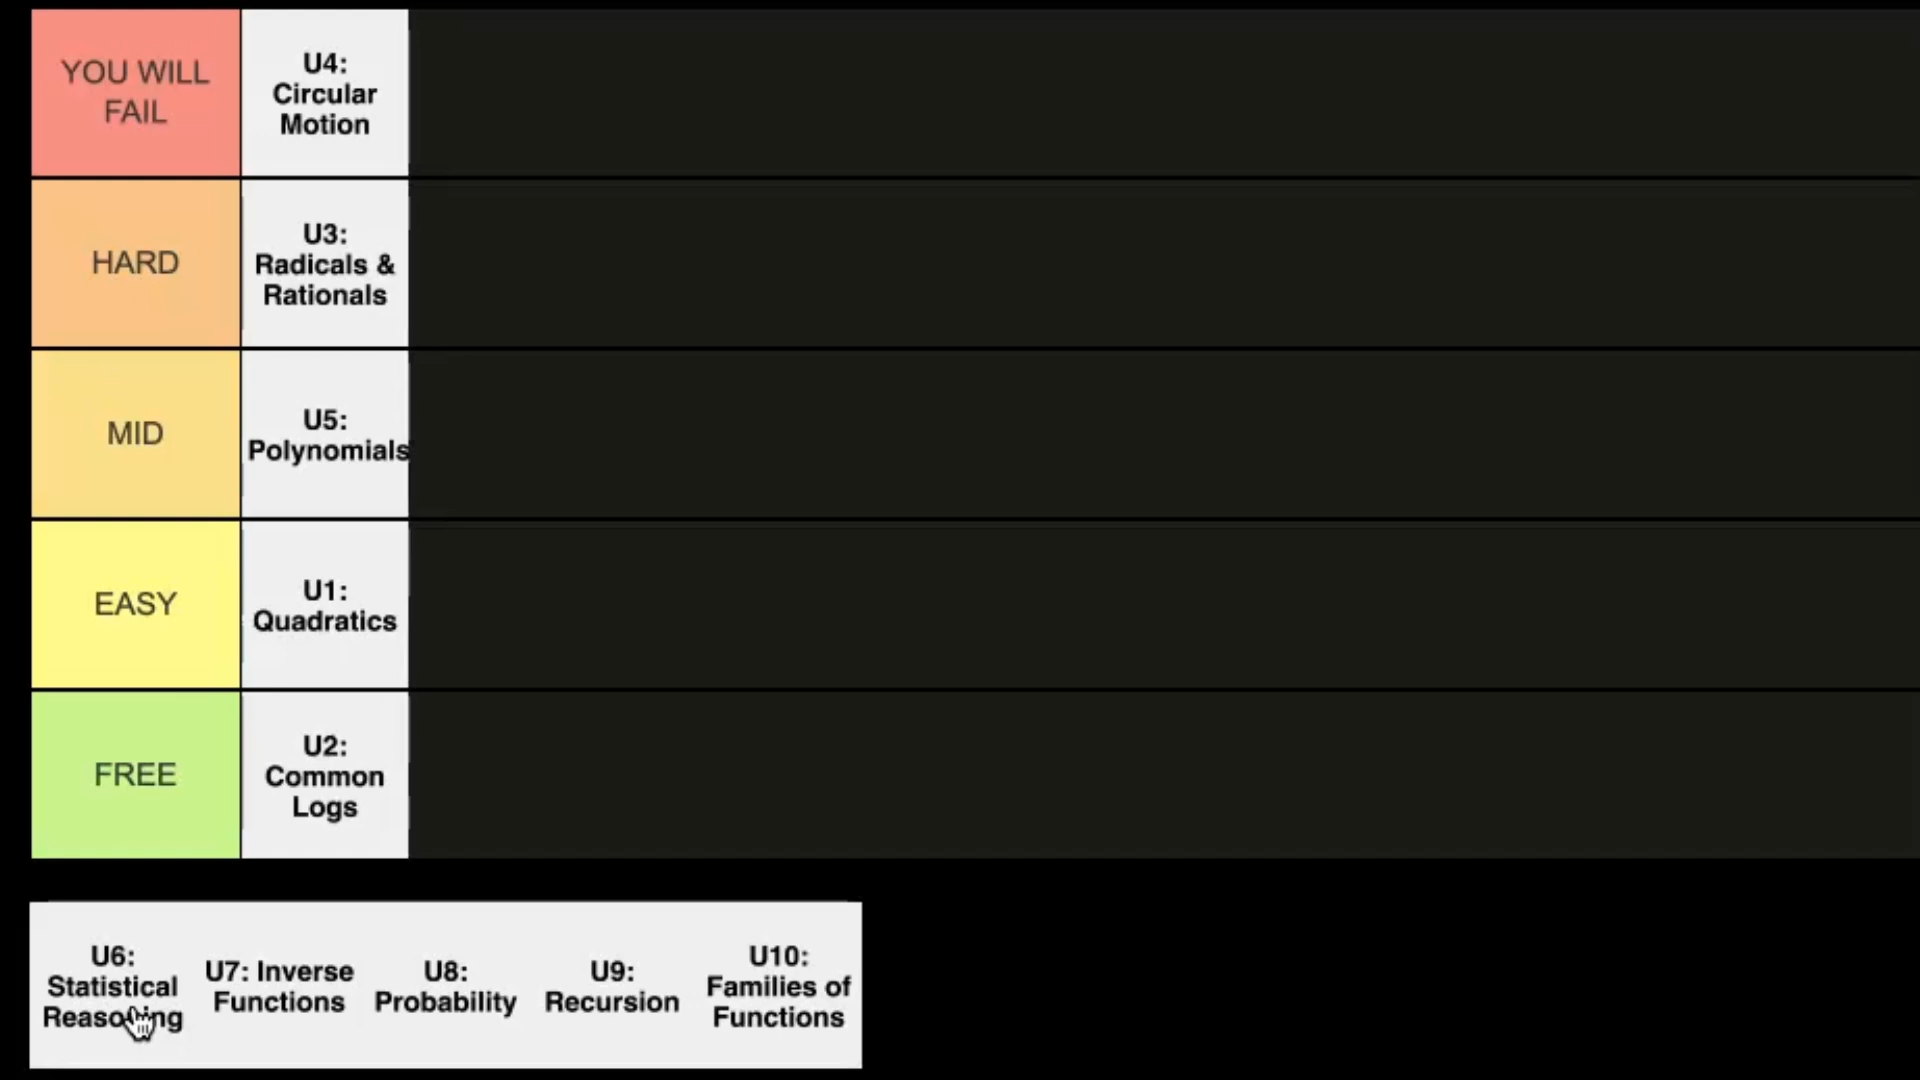 YOU WILL
FAIL
U4:
Circular
Motion
HARD
U3:
Radicals &
Rationals
MID
U5:
Polynomials
EASY
U1:
Quadratics
FREE
U2:
Common
Logs
U6:
Statistical
Reasoning
U7: Inverse
Functions
U8:
Probability
U9:
Recursion
U10:
Families of
Functions